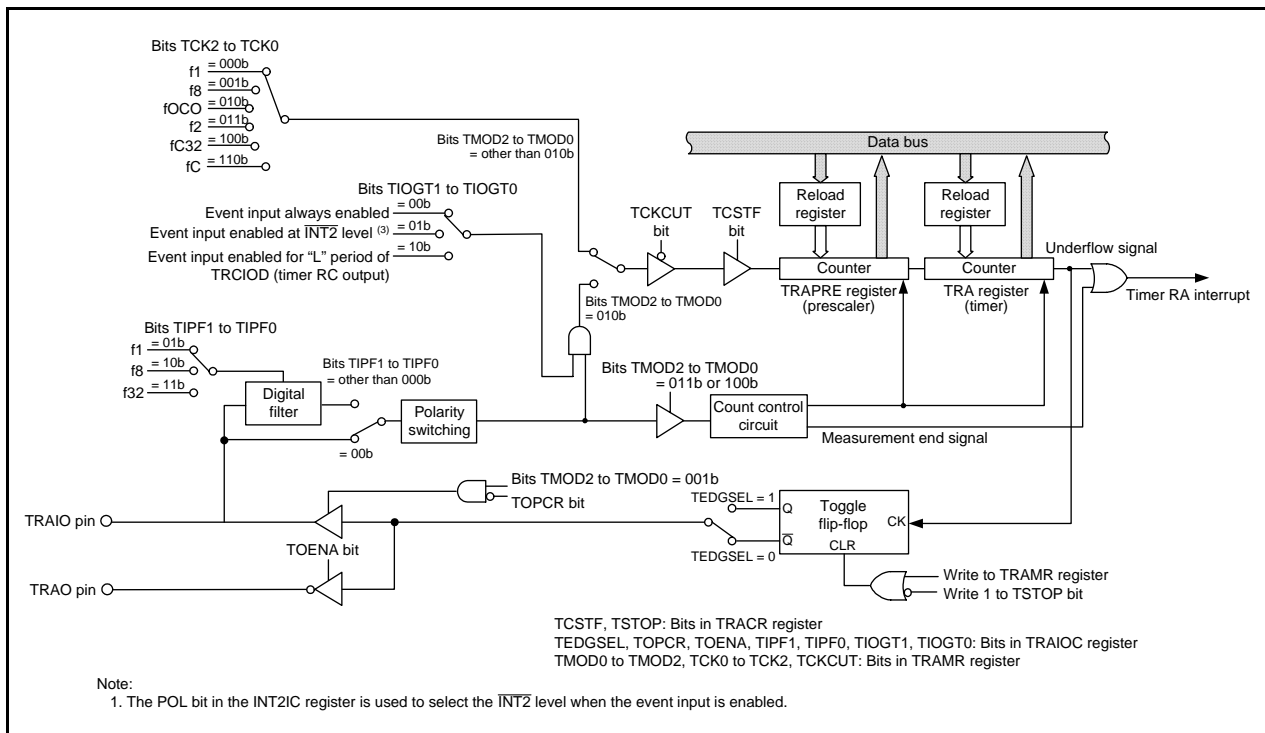 Bits TCK2 to TCK0
f1 = 000b
f8 = 001b
fOCO = 010b
f2 = 011b
fC32 = 100b
fC = 110b
Bits TMOD2 to TMOD0
= other than 010b
Data bus
Reload
register
Reload
register
Bits TIOGT1 to TIOGT0
Event input always enabled = 00b
Event input enabled at INT2 level (3) = 01b
Event input enabled for “L” period of
TRCIOD (timer RC output)
= 10b
TCKCUT
bit
TCSTF
bit
Counter
TRAPRE register
(prescaler)
Counter
TRA register
(timer)
Underflow signal
Timer RA interrupt
Bits TMOD2 to TMOD0
= 010b
Bits TIPF1 to TIPF0
f1 = 01b
f8 = 10b
f32 = 11b
Digital
filter
Bits TIPF1 to TIPF0
= other than 000b
= 00b
Polarity
switching
Bits TMOD2 to TMOD0
= 011b or 100b
Count control
circuit
Measurement end signal
Bits TMOD2 to TMOD0 = 001b
TOPCR bit
TRAIO pin
TOENA bit
TRAO pin
TEDGSEL = 1
TEDGSEL = 0
Q
Q
Toggle
flip-flop
CK
CLR
Write to TRAMR register
Write 1 to TSTOP bit
TCSTF, TSTOP: Bits in TRACR register
TEDGSEL, TOPCR, TOENA, TIPF1, TIPF0, TIOGT1, TIOGT0: Bits in TRAIOC register
TMOD0 to TMOD2, TCK0 to TCK2, TCKCUT: Bits in TRAMR register
Note:
1. The POL bit in the INT2IC register is used to select the INT2 level when the event input is enabled.